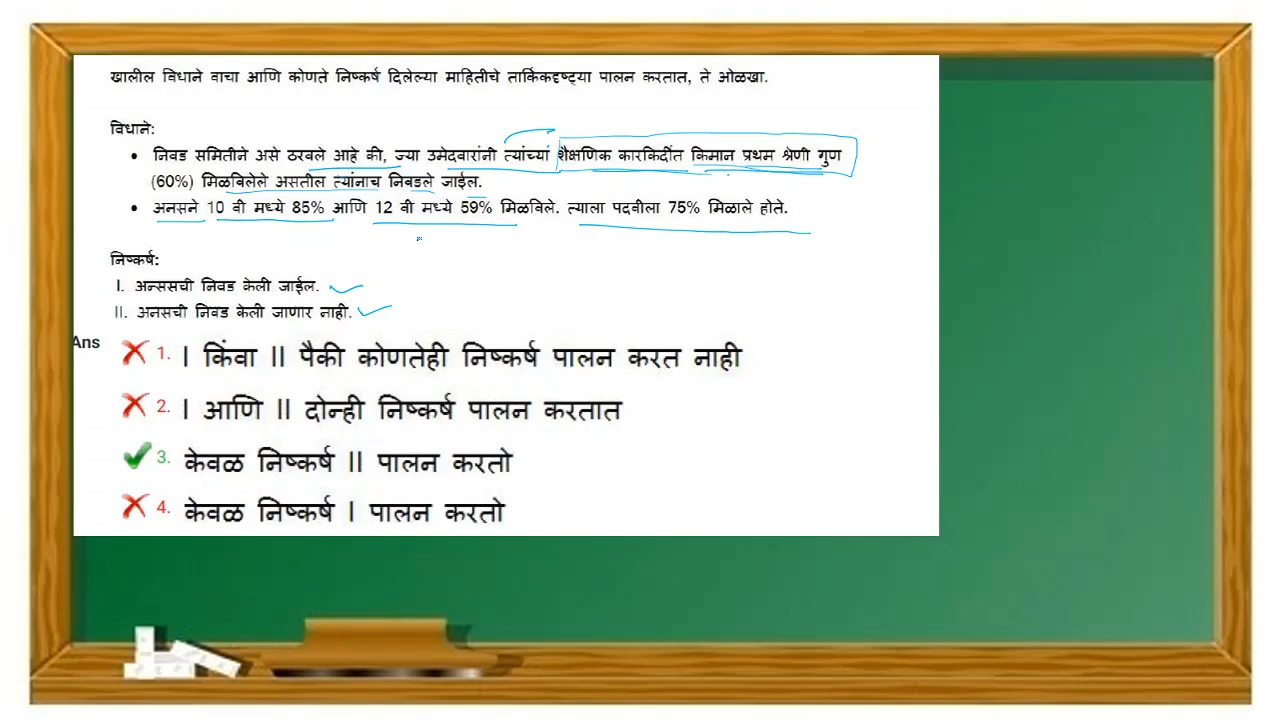 खालील विधाने वाचा आणि कोणते निष्कर्ष दिलेल्या माहितीचे तार्किकदृष्ट्या पालन करतात, ते ओळखा.
विधाने:
• निवड समितीने असे ठरवले आहे की, ज्या उमेदवारांनी त्यांच्या शैक्षणिक कारकिर्दीत किमान प्रथम श्रेणी गुण
(60%) मिळविलेले असतील त्यांनाच निवडले जाईल.
• अनसने 10 वी मध्ये 85% आणि 12 वी मध्ये 59% मिळविले. त्याला पदवीला 75% मिळाले होते.
निष्कर्ष:
I. अन्ससची निवड केली जाईल.
II. अनसची निवड केली जाणार नाही.
Ans
1. I किंवा II पैकी कोणतेही निष्कर्ष पालन करत नाही
2. I आणि II दोन्ही निष्कर्ष पालन करतात
3. केवळ निष्कर्ष II पालन करतो
4. केवळ निष्कर्ष I पालन करतो